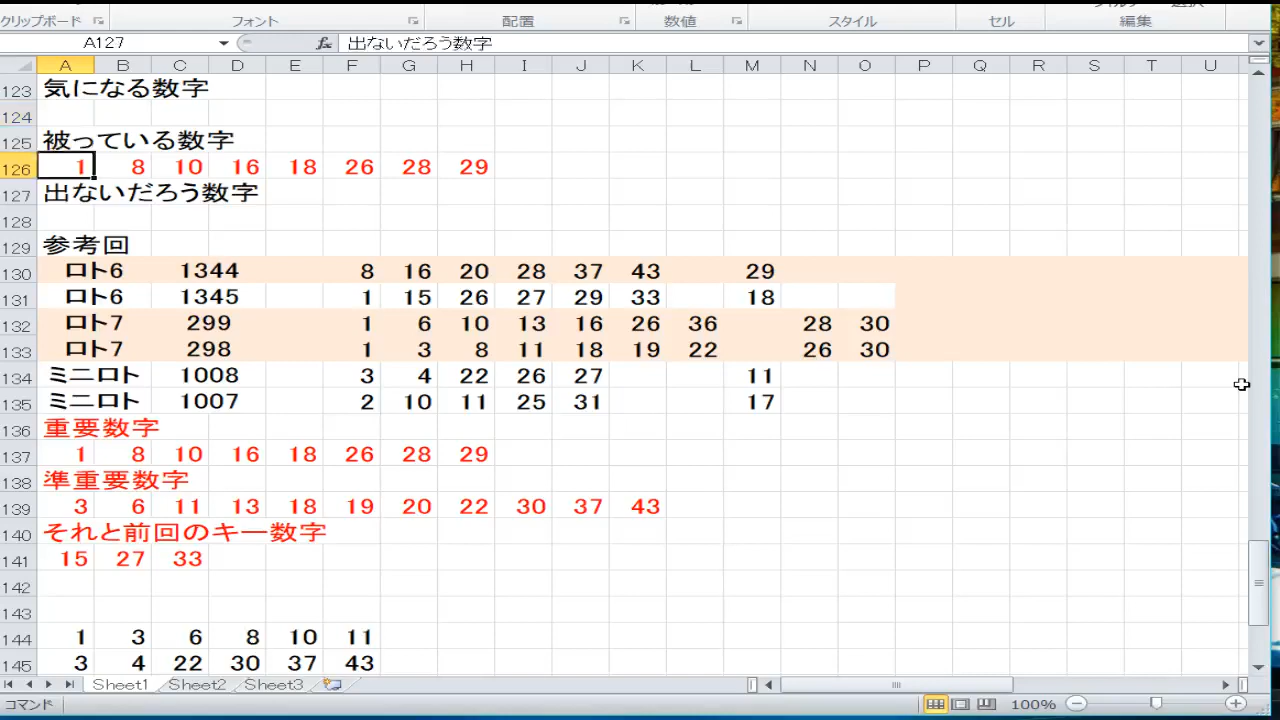 クリップボード フォント 配置 数値 スタイル セル 編集
A127 fx 出ないだろう数字
A B C D E F G H I J K L M N O P Q R S T U
123 気になる数字
124
125 被っている数字
126 1 8 10 16 18 26 28 29
127 出ないだろう数字
128
129 参考回
130 ロト6 1344 8 16 20 28 37 43 29
131 ロト6 1345 1 15 26 27 29 33 18
132 ロト7 299 1 6 10 13 16 26 36 28 30
133 ロト7 298 1 3 8 11 18 19 22 26 30
134 ミニロト 1008 3 4 22 26 27 11
135 ミニロト 1007 2 10 11 25 31 17
136 重要数字
137 1 8 10 16 18 26 28 29
138 準重要数字
139 3 6 11 13 18 19 20 22 30 37 43
140 それと前回のキー数字
141 15 27 33
142
143
144 1 3 6 8 10 11
145 3 4 22 30 37 43
Sheet1 Sheet2 Sheet3
コマンド 100%